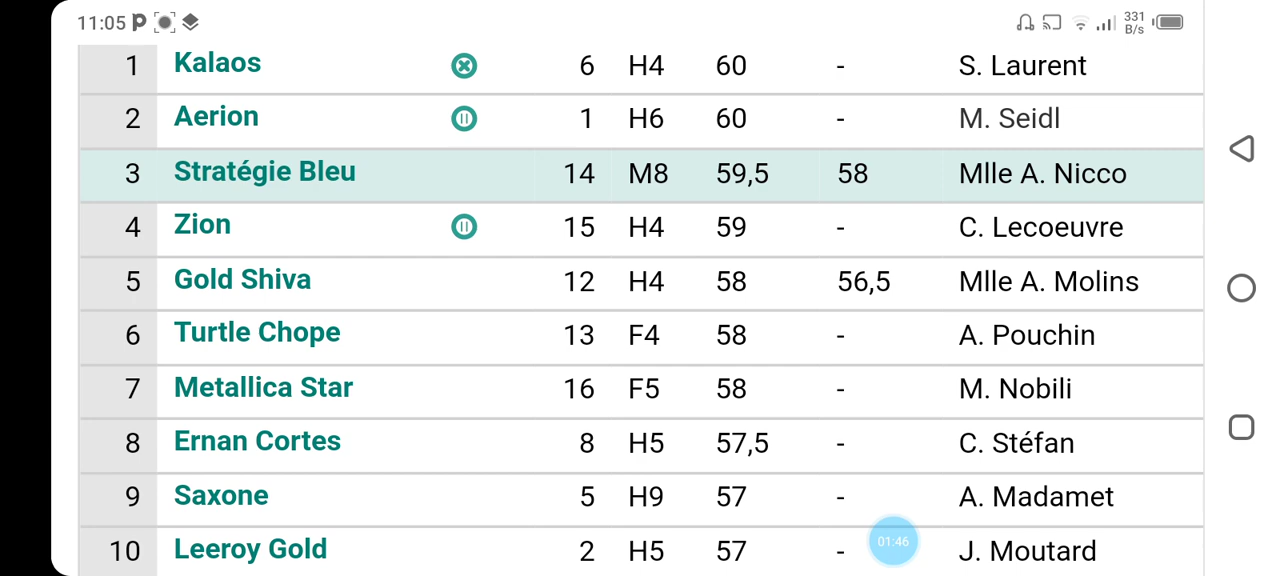 11:05 331 B/s
1 Kalaos 6 H4 60 - S. Laurent
2 Aerion 1 H6 60 - M. Seidl
3 Stratégie Bleu 14 M8 59,5 58 Mlle A. Nicco
4 Zion 15 H4 59 - C. Lecoeuvre
5 Gold Shiva 12 H4 58 56,5 Mlle A. Molins
6 Turtle Chope 13 F4 58 - A. Pouchin
7 Metallica Star 16 F5 58 - M. Nobili
8 Ernan Cortes 8 H5 57,5 - C. Stéfan
9 Saxone 5 H9 57 - A. Madamet
10 Leeroy Gold 2 H5 57 - J. Moutard
01:46